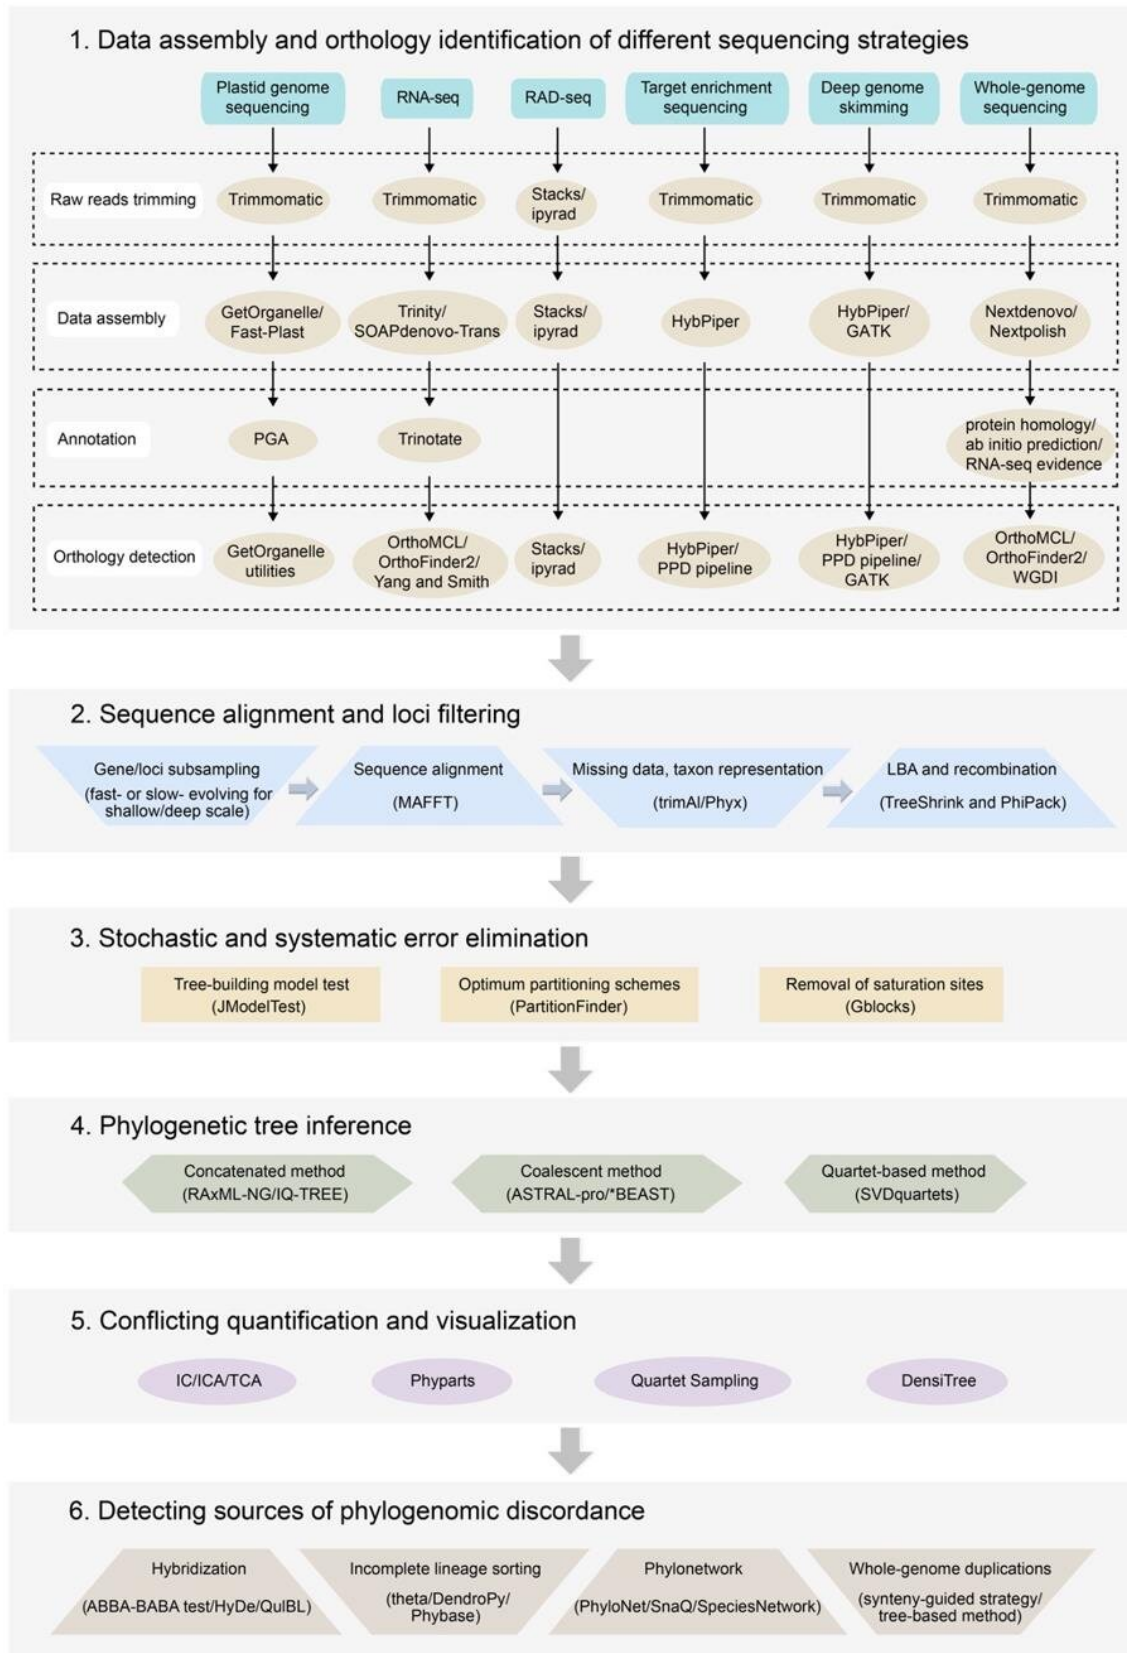 1. Data assembly and orthology identification of different sequencing strategies
Plastid genome
sequencing
RNA-seq
RAD-seq
Target enrichment
sequencing
Deep genome
skimming
Whole-genome
sequencing
Raw reads trimming
Trimmomatic
Trimmomatic
Stacks/
ipyrad
Trimmomatic
Trimmomatic
Trimmomatic
Data assembly
GetOrganelle/
Fast-Plast
Trinity/
SOAPdenovo-Trans
Stacks/
ipyrad
HybPiper
HybPiper/
GATK
Nextdenovo/
Nextpolish
Annotation
PGA
Trinotate
protein homology/
ab initio prediction/
RNA-seq evidence
Orthology detection
GetOrganelle
utilities
OrthoMCL/
OrthoFinder2/
Yang and Smith
Stacks/
ipyrad
HybPiper/
PPD pipeline
HybPiper/
PPD pipeline/
GATK
OrthoMCL/
OrthoFinder2/
WGDI
2. Sequence alignment and loci filtering
Gene/loci subsampling
(fast- or slow- evolving for
shallow/deep scale)
Sequence alignment
(MAFFT)
Missing data, taxon representation
(trimAl/Phyx)
LBA and recombination
(TreeShrink and PhiPack)
3. Stochastic and systematic error elimination
Tree-building model test
(JModelTest)
Optimum partitioning schemes
(PartitionFinder)
Removal of saturation sites
(Gblocks)
4. Phylogenetic tree inference
Concatenated method
(RAxML-NG/IQ-TREE)
Coalescent method
(ASTRAL-pro/*BEAST)
Quartet-based method
(SVDquartets)
5. Conflicting quantification and visualization
IC/ICA/TCA
Phyparts
Quartet Sampling
DensiTree
6. Detecting sources of phylogenomic discordance
Hybridization
(ABBA-BABA test/HyDe/QuIBL)
Incomplete lineage sorting
(theta/DendroPy/
Phybase)
Phylonetwork
(PhyloNet/SnaQ/SpeciesNetwork)
Whole-genome duplications
(synteny-guided strategy/
tree-based method)